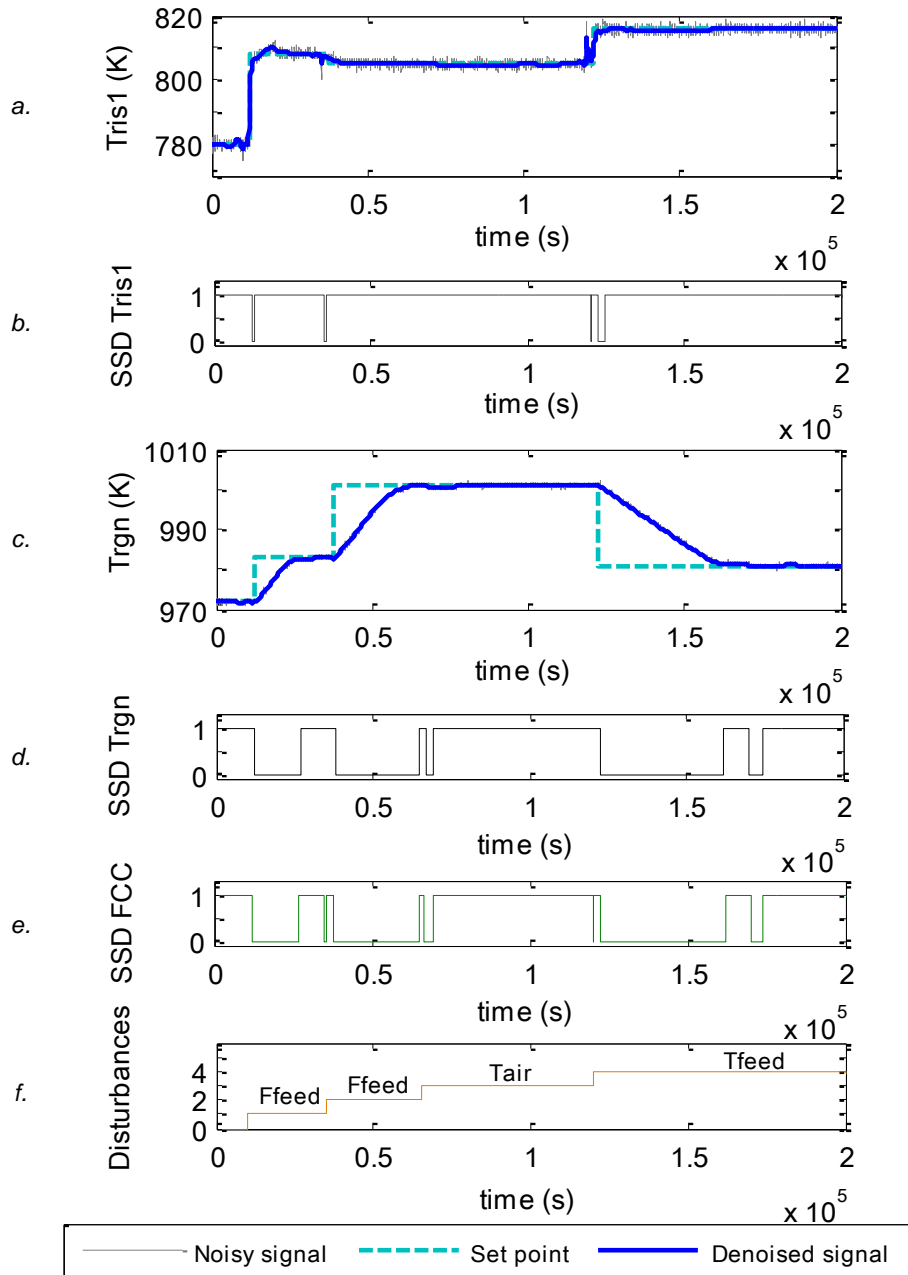 a.
Tris1 (K)
820
800
780
0
0.5
1
1.5
2
time (s)
x 10^5
b.
SSD Tris1
1
0
0
0.5
1
1.5
2
time (s)
x 10^5
c.
Trgn (K)
1010
990
970
0
0.5
1
1.5
2
time (s)
x 10^5
d.
SSD Trgn
1
0
0
0.5
1
1.5
2
time (s)
x 10^5
e.
SSD FCC
1
0
0
0.5
1
1.5
2
time (s)
x 10^5
f.
Disturbances
4
2
0
Ffeed
Ffeed
Tair
Tfeed
0
0.5
1
1.5
2
time (s)
x 10^5
Noisy signal
Set point
Denoised signal